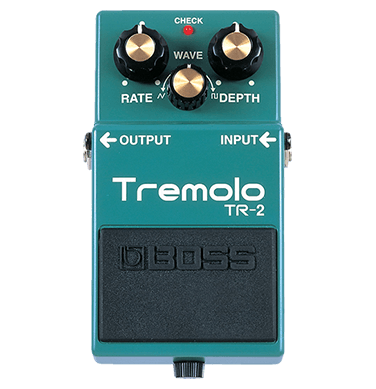 CHECK
WAVE
RATE DEPTH
OUTPUT INPUT
Tremolo
TR-2
BOSS